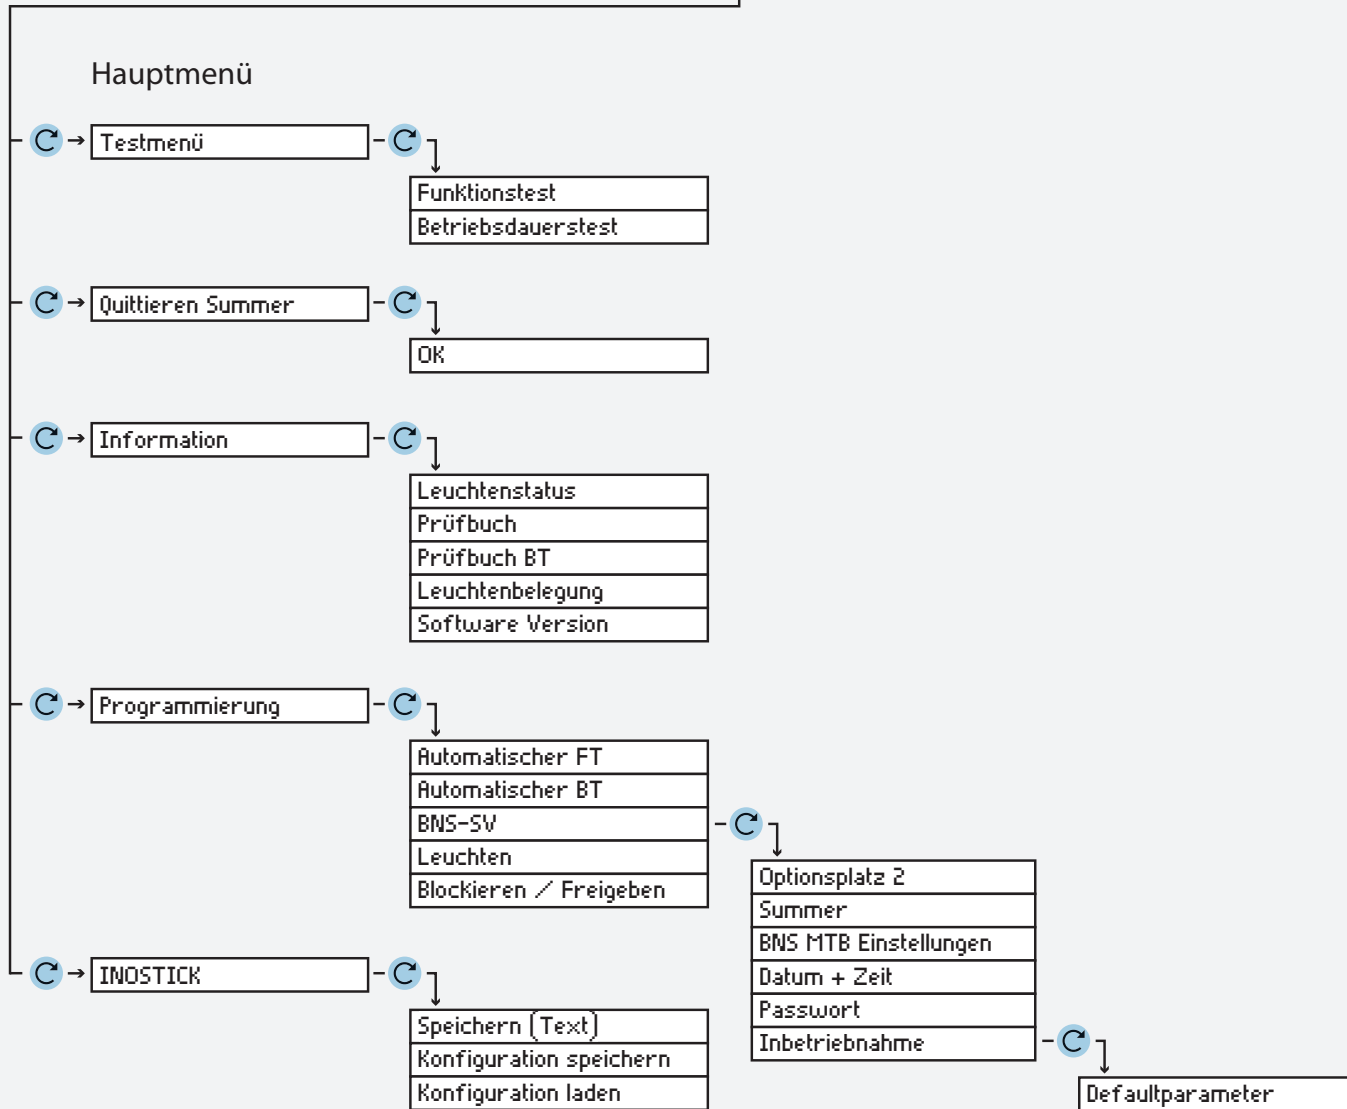 Hauptmenü
Testmenü
Funktionstest
Betriebsdauerstest
Quittieren Summer
OK
Information
Leuchtenstatus
Prüfbuch
Prüfbuch BT
Leuchtenbelegung
Software Version
Programmierung
Automatischer FT
Automatischer BT
BNS-SV
Leuchten
Blockieren / Freigeben
Optionsplatz 2
Summer
BNS MTB Einstellungen
Datum + Zeit
Passwort
Inbetriebnahme
Defaultparameter
INOSTICK
Speichern (Text)
Konfiguration speichern
Konfiguration laden